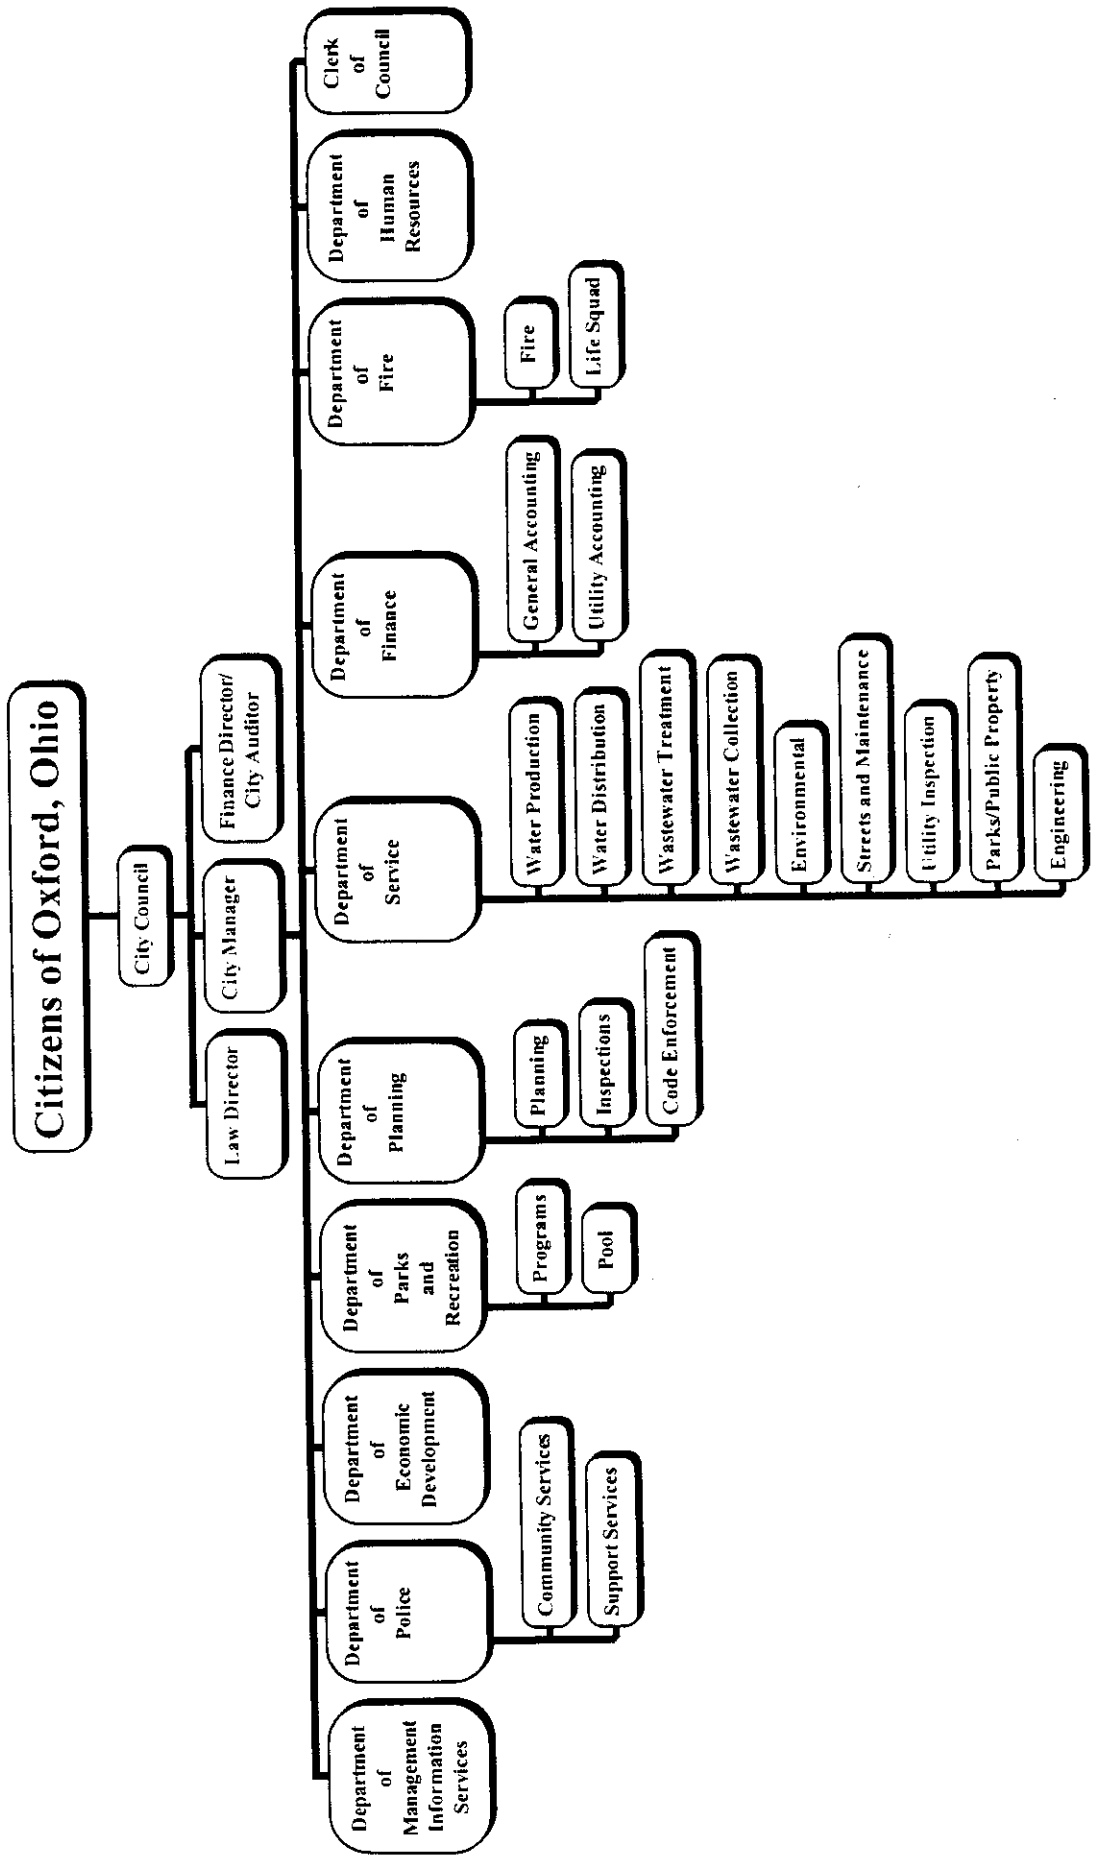 Citizens of Oxford, Ohio
City Council
Law Director
City Manager
Finance Director/
City Auditor
Department
of
Management
Information
Services
Department
of
Police
Community Services
Support Services
Department
of
Economic
Development
Department
of
Parks
and
Recreation
Programs
Pool
Department
of
Planning
Planning
Inspections
Code Enforcement
Department
of
Service
Water Production
Water Distribution
Wastewater Treatment
Wastewater Collection
Environmental
Streets and Maintenance
Utility Inspection
Parks/Public Property
Engineering
Department
of
Finance
General Accounting
Utility Accounting
Department
of
Fire
Fire
Life Squad
Department
of
Human
Resources
Clerk
of
Council